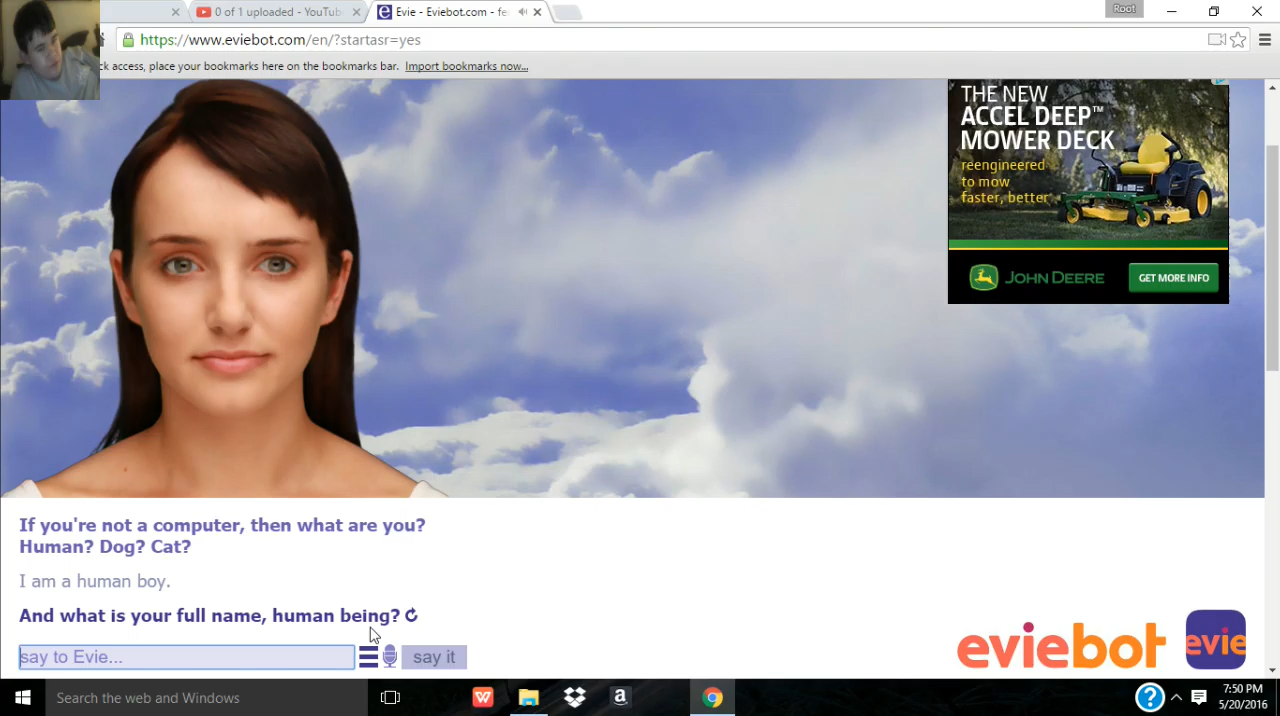 Root
0 of 1 uploaded - YouTub
Evie - Eviebot.com - fe
https://www.eviebot.com/en/?startasr=yes
ck access, place your bookmarks here on the bookmarks bar. Import bookmarks now...
THE NEW
ACCEL DEEP™
MOWER DECK
reengineered
to mow
faster, better
JOHN DEERE
GET MORE INFO
If you're not a computer, then what are you?
Human? Dog? Cat?
I am a human boy.
And what is your full name, human being?
say to Evie...
say it
eviebot
evie
Search the web and Windows
7:50 PM
5/20/2016